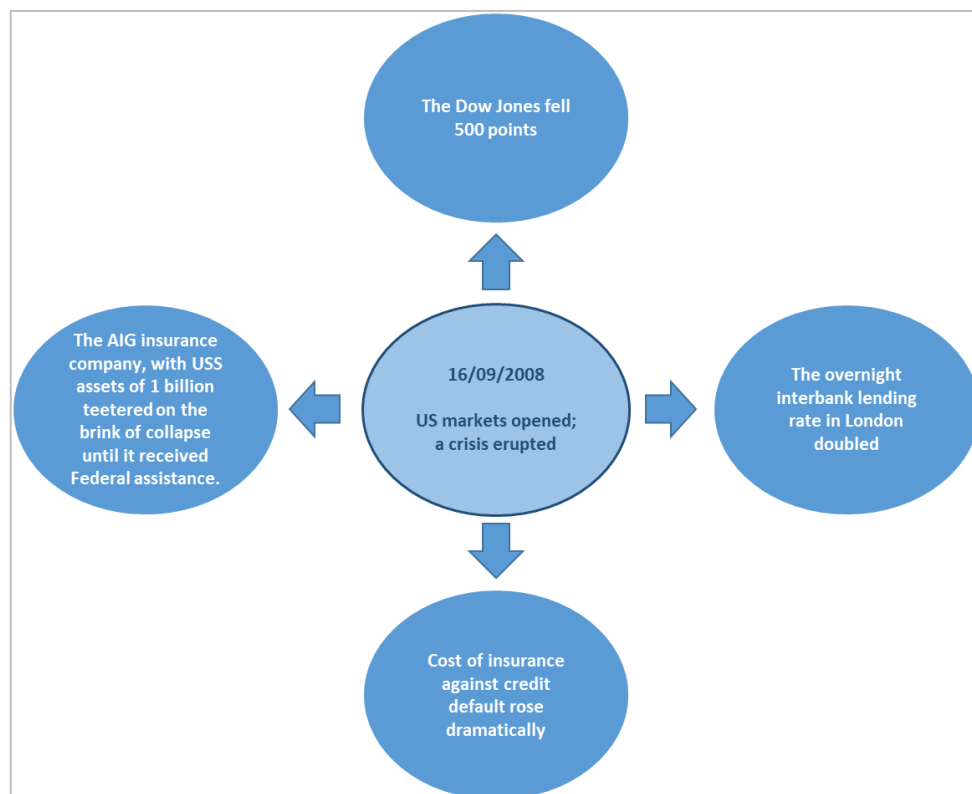 The Dow Jones fell
500 points
The AIG insurance
company, with USS
assets of 1 billion
teetered on the
brink of collapse
until it received
Federal assistance.
16/09/2008
US markets opened;
a crisis erupted
The overnight
interbank lending
rate in London
doubled
Cost of insurance
against credit
default rose
dramatically